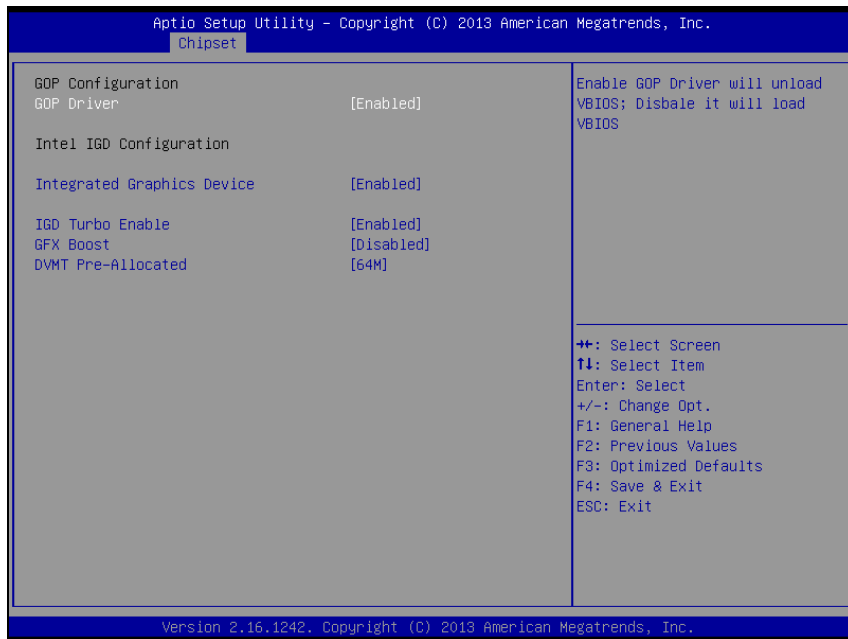 Aptio Setup Utility – Copyright (C) 2013 American Megatrends, Inc.
Chipset
GOP Configuration
GOP Driver [Enabled]
Intel IGD Configuration
Integrated Graphics Device [Enabled]
IGD Turbo Enable [Enabled]
GFX Boost [Disabled]
DVMT Pre-Allocated [64M]
Enable GOP Driver will unload
VBIOS; Disbale it will load
VBIOS
→←: Select Screen
↑↓: Select Item
Enter: Select
+/-: Change Opt.
F1: General Help
F2: Previous Values
F3: Optimized Defaults
F4: Save & Exit
ESC: Exit
Version 2.16.1242. Copyright (C) 2013 American Megatrends, Inc.